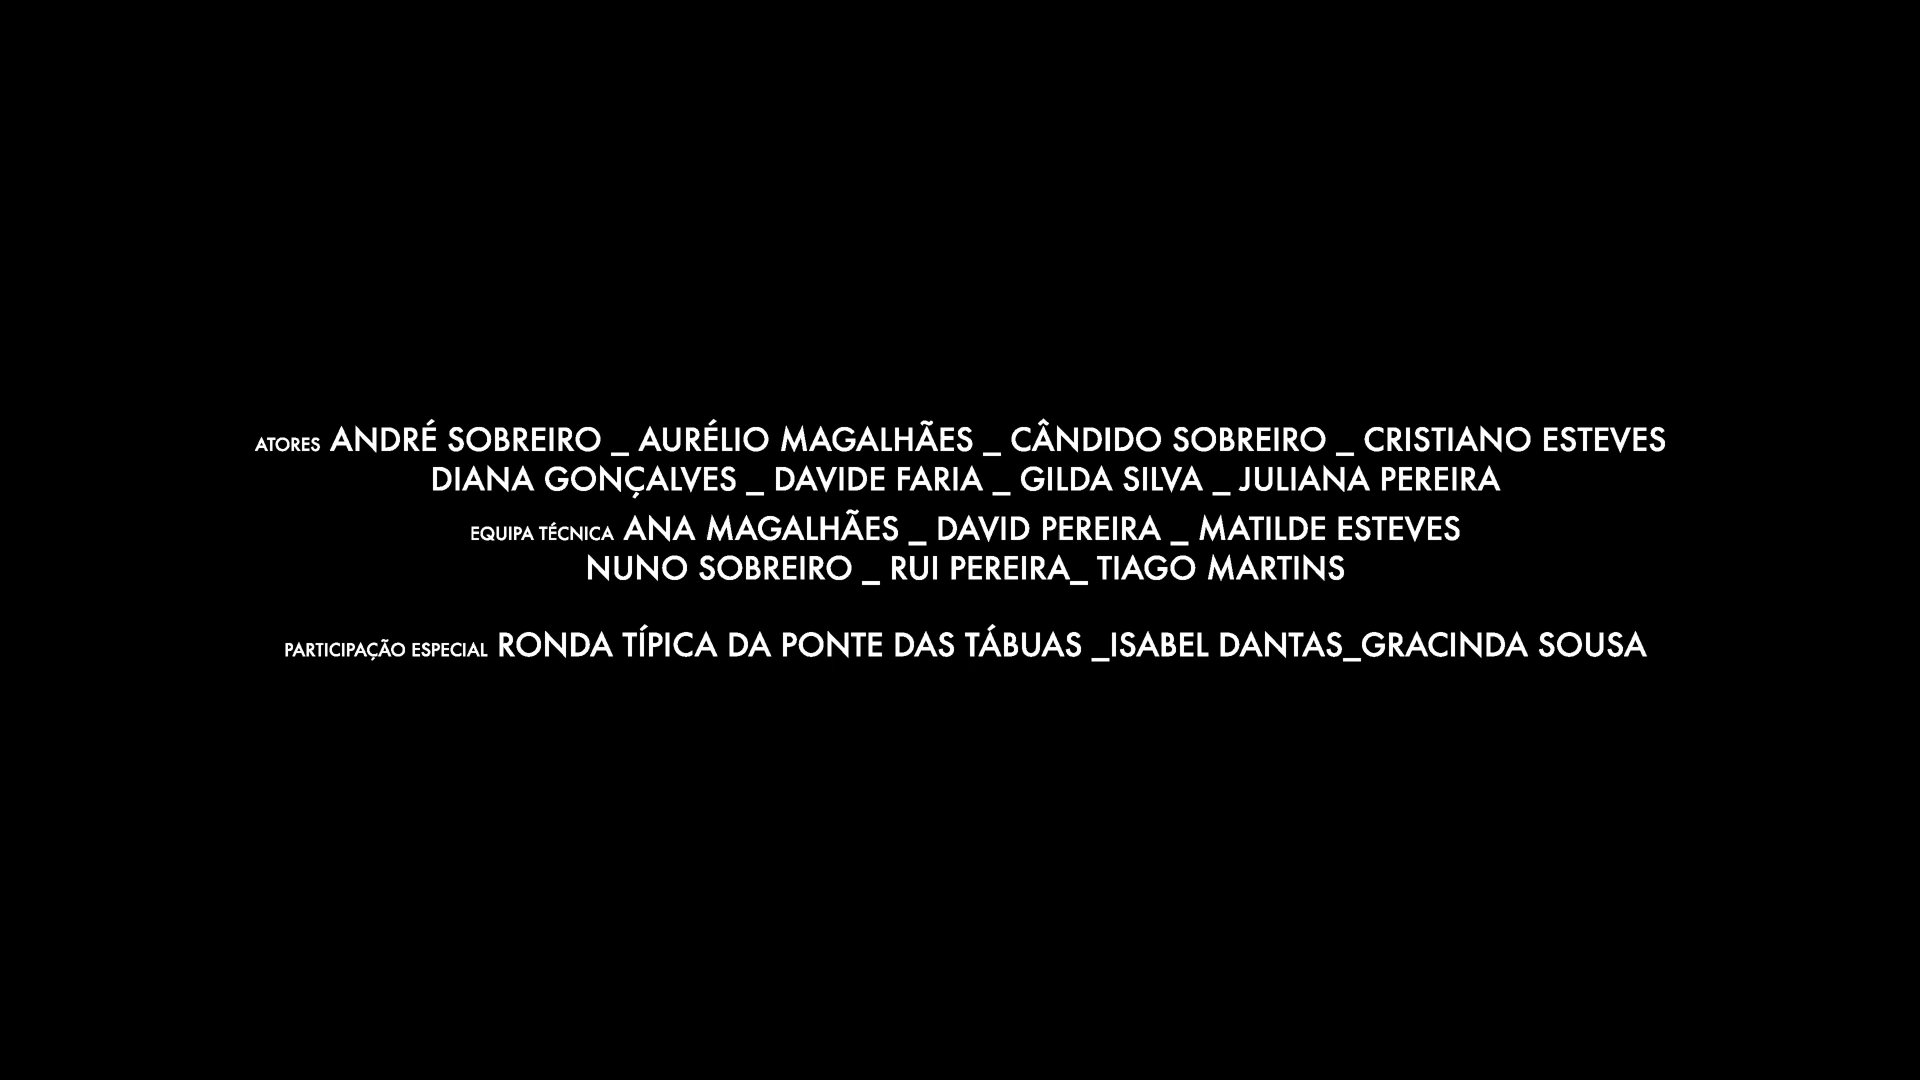 ATORES ANDRÉ SOBREIRO _ AURÉLIO MAGALHÃES _ CÂNDIDO SOBREIRO _ CRISTIANO ESTEVES
DIANA GONÇALVES _ DAVIDE FARIA _ GILDA SILVA _ JULIANA PEREIRA
EQUIPA TÉCNICA ANA MAGALHÃES _ DAVID PEREIRA _ MATILDE ESTEVES
NUNO SOBREIRO _ RUI PEREIRA_ TIAGO MARTINS
PARTICIPAÇÃO ESPECIAL RONDA TÍPICA DA PONTE DAS TÁBUAS _ISABEL DANTAS_GRACINDA SOUSA